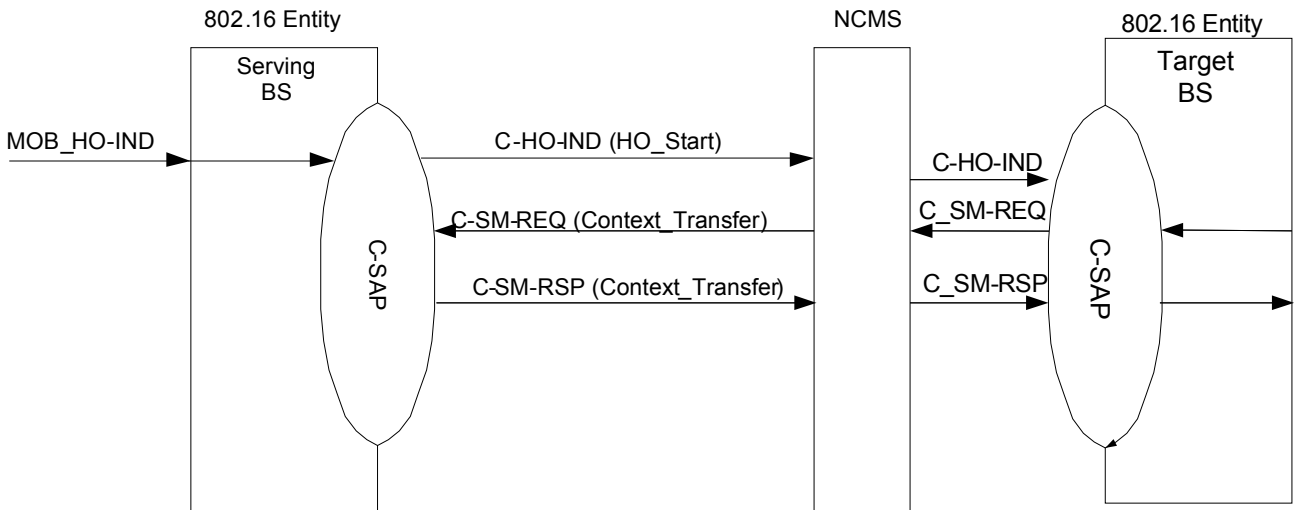 802.16 Entity
NCMS
802.16 Entity
Serving
BS
Target
BS
MOB_HO-IND
C-HO-IND (HO_Start)
C-HO-IND
C-SM-REQ (Context_Transfer)
C_SM-REQ
C-SAP
C-SAP
C-SM-RSP (Context_Transfer)
C_SM-RSP